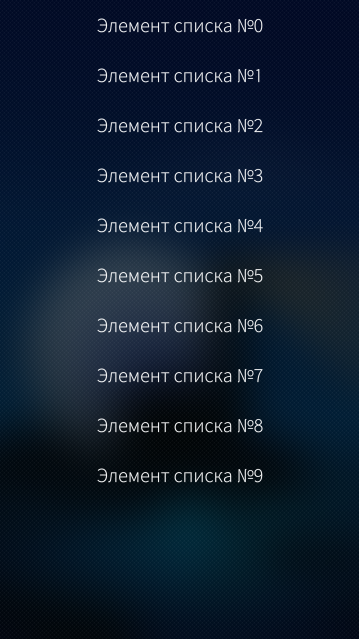 Элемент списка №0
Элемент списка №1
Элемент списка №2
Элемент списка №3
Элемент списка №4
Элемент списка №5
Элемент списка №6
Элемент списка №7
Элемент списка №8
Элемент списка №9